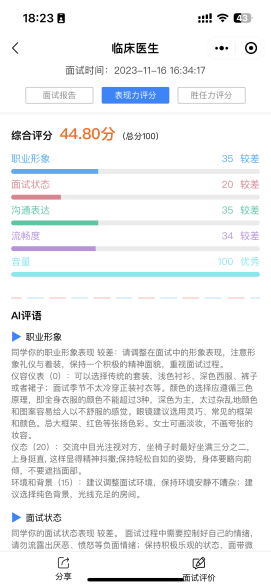 18:23
43
临床医生
面试时间：2023-11-16 16:34:17
面试报告 表现力评分 胜任力评分
综合评分 44.80分 (总分100)
职业形象 35 较差
面试状态 20 较差
沟通表达 35 较差
流畅度 34 较差
音量 100 优秀
AI评语
职业形象
同学你的职业形象表现 较差：请调整在面试中的形象表现，注意形
象礼仪与着装，保持一个积极的精神面貌，重视面试过程。
仪容仪表（0）：可以选择传统的套装、浅色衬衫、深色西服、裤子
或者裙子；面试季节不太冷穿正装衬衣等。颜色的选择应遵循三色
原理，即全身衣服的颜色不能超过3种，深色为主，太过杂乱地颜色
和图案容易给人以不舒服的感觉。眼镜建议选用灵巧、常见的框架
和颜色。忌大框架、红色等张扬色彩。女士可画淡妆，不画夸张的
妆容。
仪态（20）：交流中目光注视对方，坐椅子时最好坐满三分之二，
上身挺直，这样显得精神抖擞;保持轻松自如的姿势，身体要略向前
倾，不要遮挡面部。
环境和背景（15）：建议调整面试环境，保持环境安静不嘈杂；建
议选择纯色背景，光线充足的房间。
面试状态
同学你的面试状态表现 较差。 面试过程中需要控制好自己的情绪，
请勿流露出厌恶、愤怒等负面情绪；保持积极乐观的状态，面带微
分享 面试评价